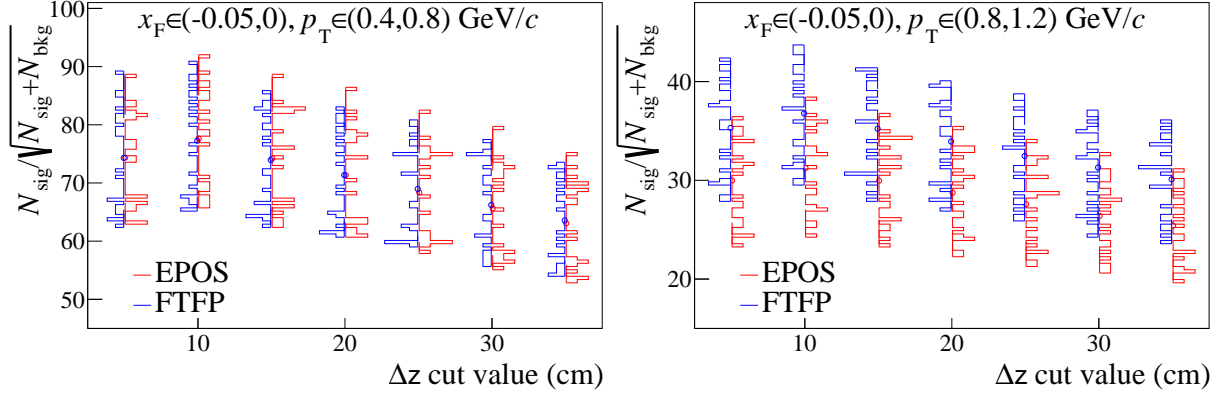 x_F∈(-0.05,0), p_T∈(0.4,0.8) GeV/c
N_sig/√N_sig+N_bkg
100
90
80
70
60
50
EPOS
FTFP
10
20
30
Δz cut value (cm)
x_F∈(-0.05,0), p_T∈(0.8,1.2) GeV/c
N_sig/√N_sig+N_bkg
40
30
20
EPOS
FTFP
10
20
30
Δz cut value (cm)